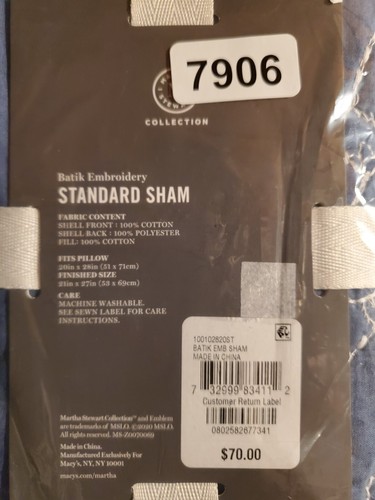 7906
COLLECTION
Batik Embroidery
STANDARD SHAM
FABRIC CONTENT
SHELL FRONT : 100% COTTON
SHELL BACK : 100% POLYESTER
FILL: 100% COTTON
FITS PILLOW
20in x 28in (51 x 71cm)
FINISHED SIZE
21in x 27in (53 x 69cm)
CARE
MACHINE WASHABLE.
SEE SEWN LABEL FOR CARE
INSTRUCTIONS.
100102820ST
BATIK EMB SHAM
MADE IN CHINA
7 32999 83411 2
Customer Return Label
0802582677341
$70.00
Martha Stewart Collection™ and Emblem
are trademarks of MSLO. ©2020 MSLO.
All rights reserved. MS-Z0070069
Made in China.
Manufactured Exclusively For
Macy's, NY, NY 10001
macys.com/martha